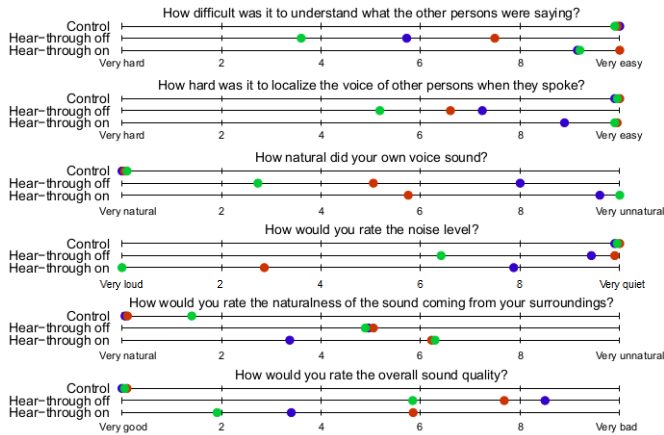 How difficult was it to understand what the other persons were saying?
Control
Hear−through off
Hear−through on
Very hard 2 4 6 8 Very easy
How hard was it to localize the voice of other persons when they spoke?
Control
Hear−through off
Hear−through on
Very hard 2 4 6 8 Very easy
How natural did your own voice sound?
Control
Hear−through off
Hear−through on
Very natural 2 4 6 8 Very unnatural
How would you rate the noise level?
Control
Hear−through off
Hear−through on
Very loud 2 4 6 8 Very quiet
How would you rate the naturalness of the sound coming from your surroundings?
Control
Hear−through off
Hear−through on
Very natural 2 4 6 8 Very unnatural
How would you rate the overall sound quality?
Control
Hear−through off
Hear−through on
Very good 2 4 6 8 Very bad